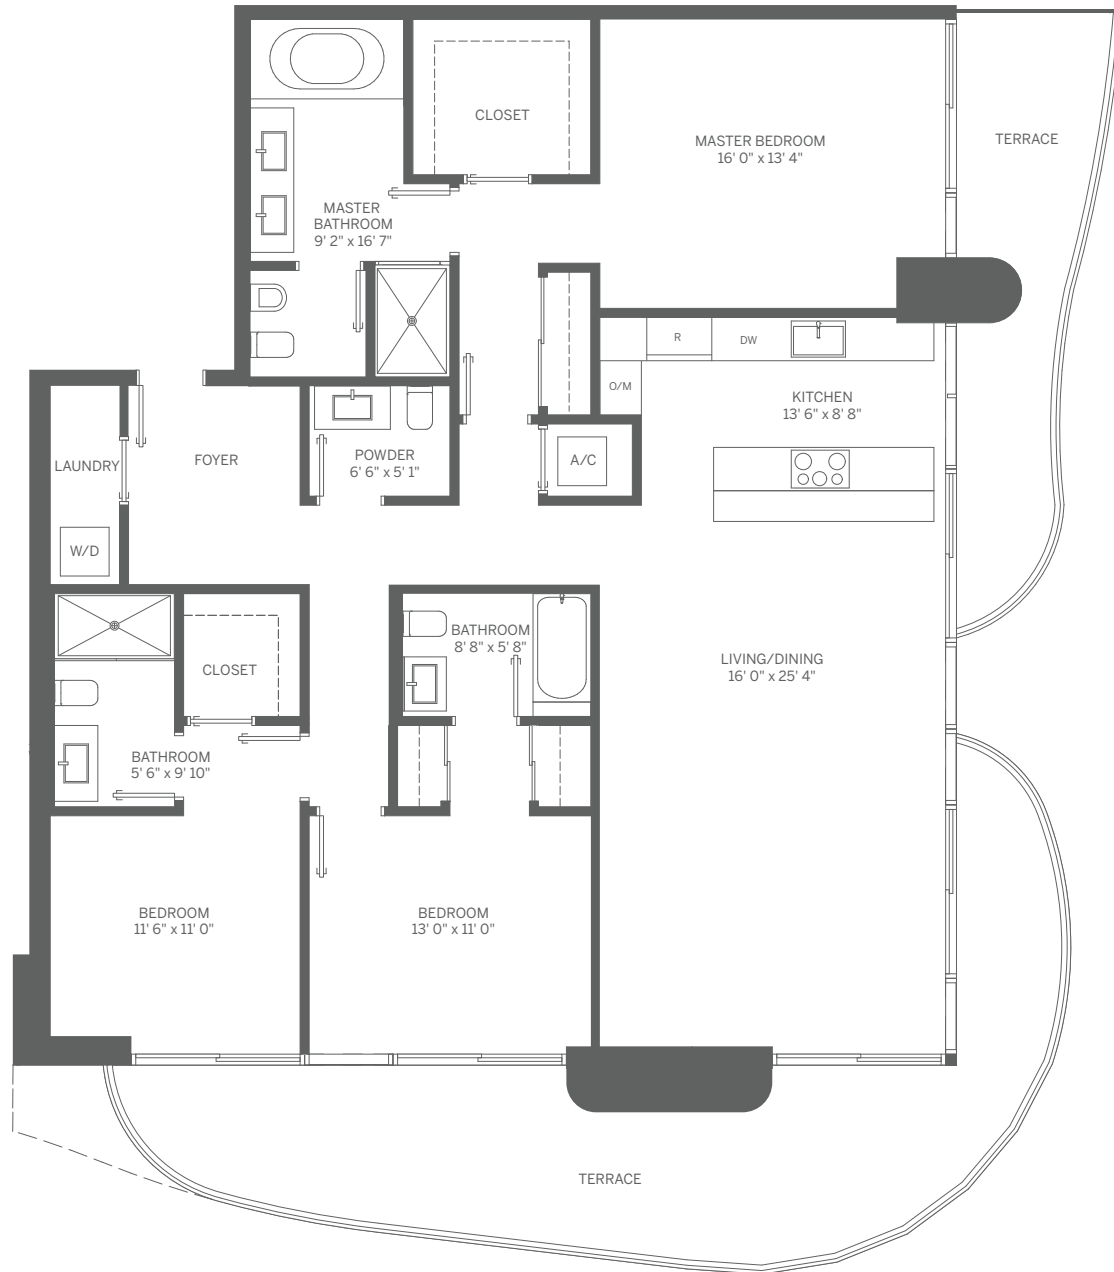 CLOSET
MASTER BEDROOM
16' 0" x 13' 4"
TERRACE
MASTER
BATHROOM
9' 2" x 16' 7"
R
DW
O/M
KITCHEN
13' 6" x 8' 8"
LAUNDRY
FOYER
POWDER
6' 6" x 5' 1"
A/C
W/D
BATHROOM
8' 8" x 5' 8"
CLOSET
LIVING/DINING
16' 0" x 25' 4"
BATHROOM
5' 6" x 9' 10"
BEDROOM
11' 6" x 11' 0"
BEDROOM
13' 0" x 11' 0"
TERRACE